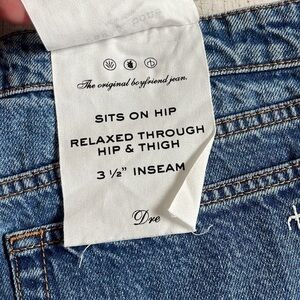 The original boyfriend jean.
SITS ON HIP
RELAXED THROUGH
HIP & THIGH
3 ½" INSEAM
Dre